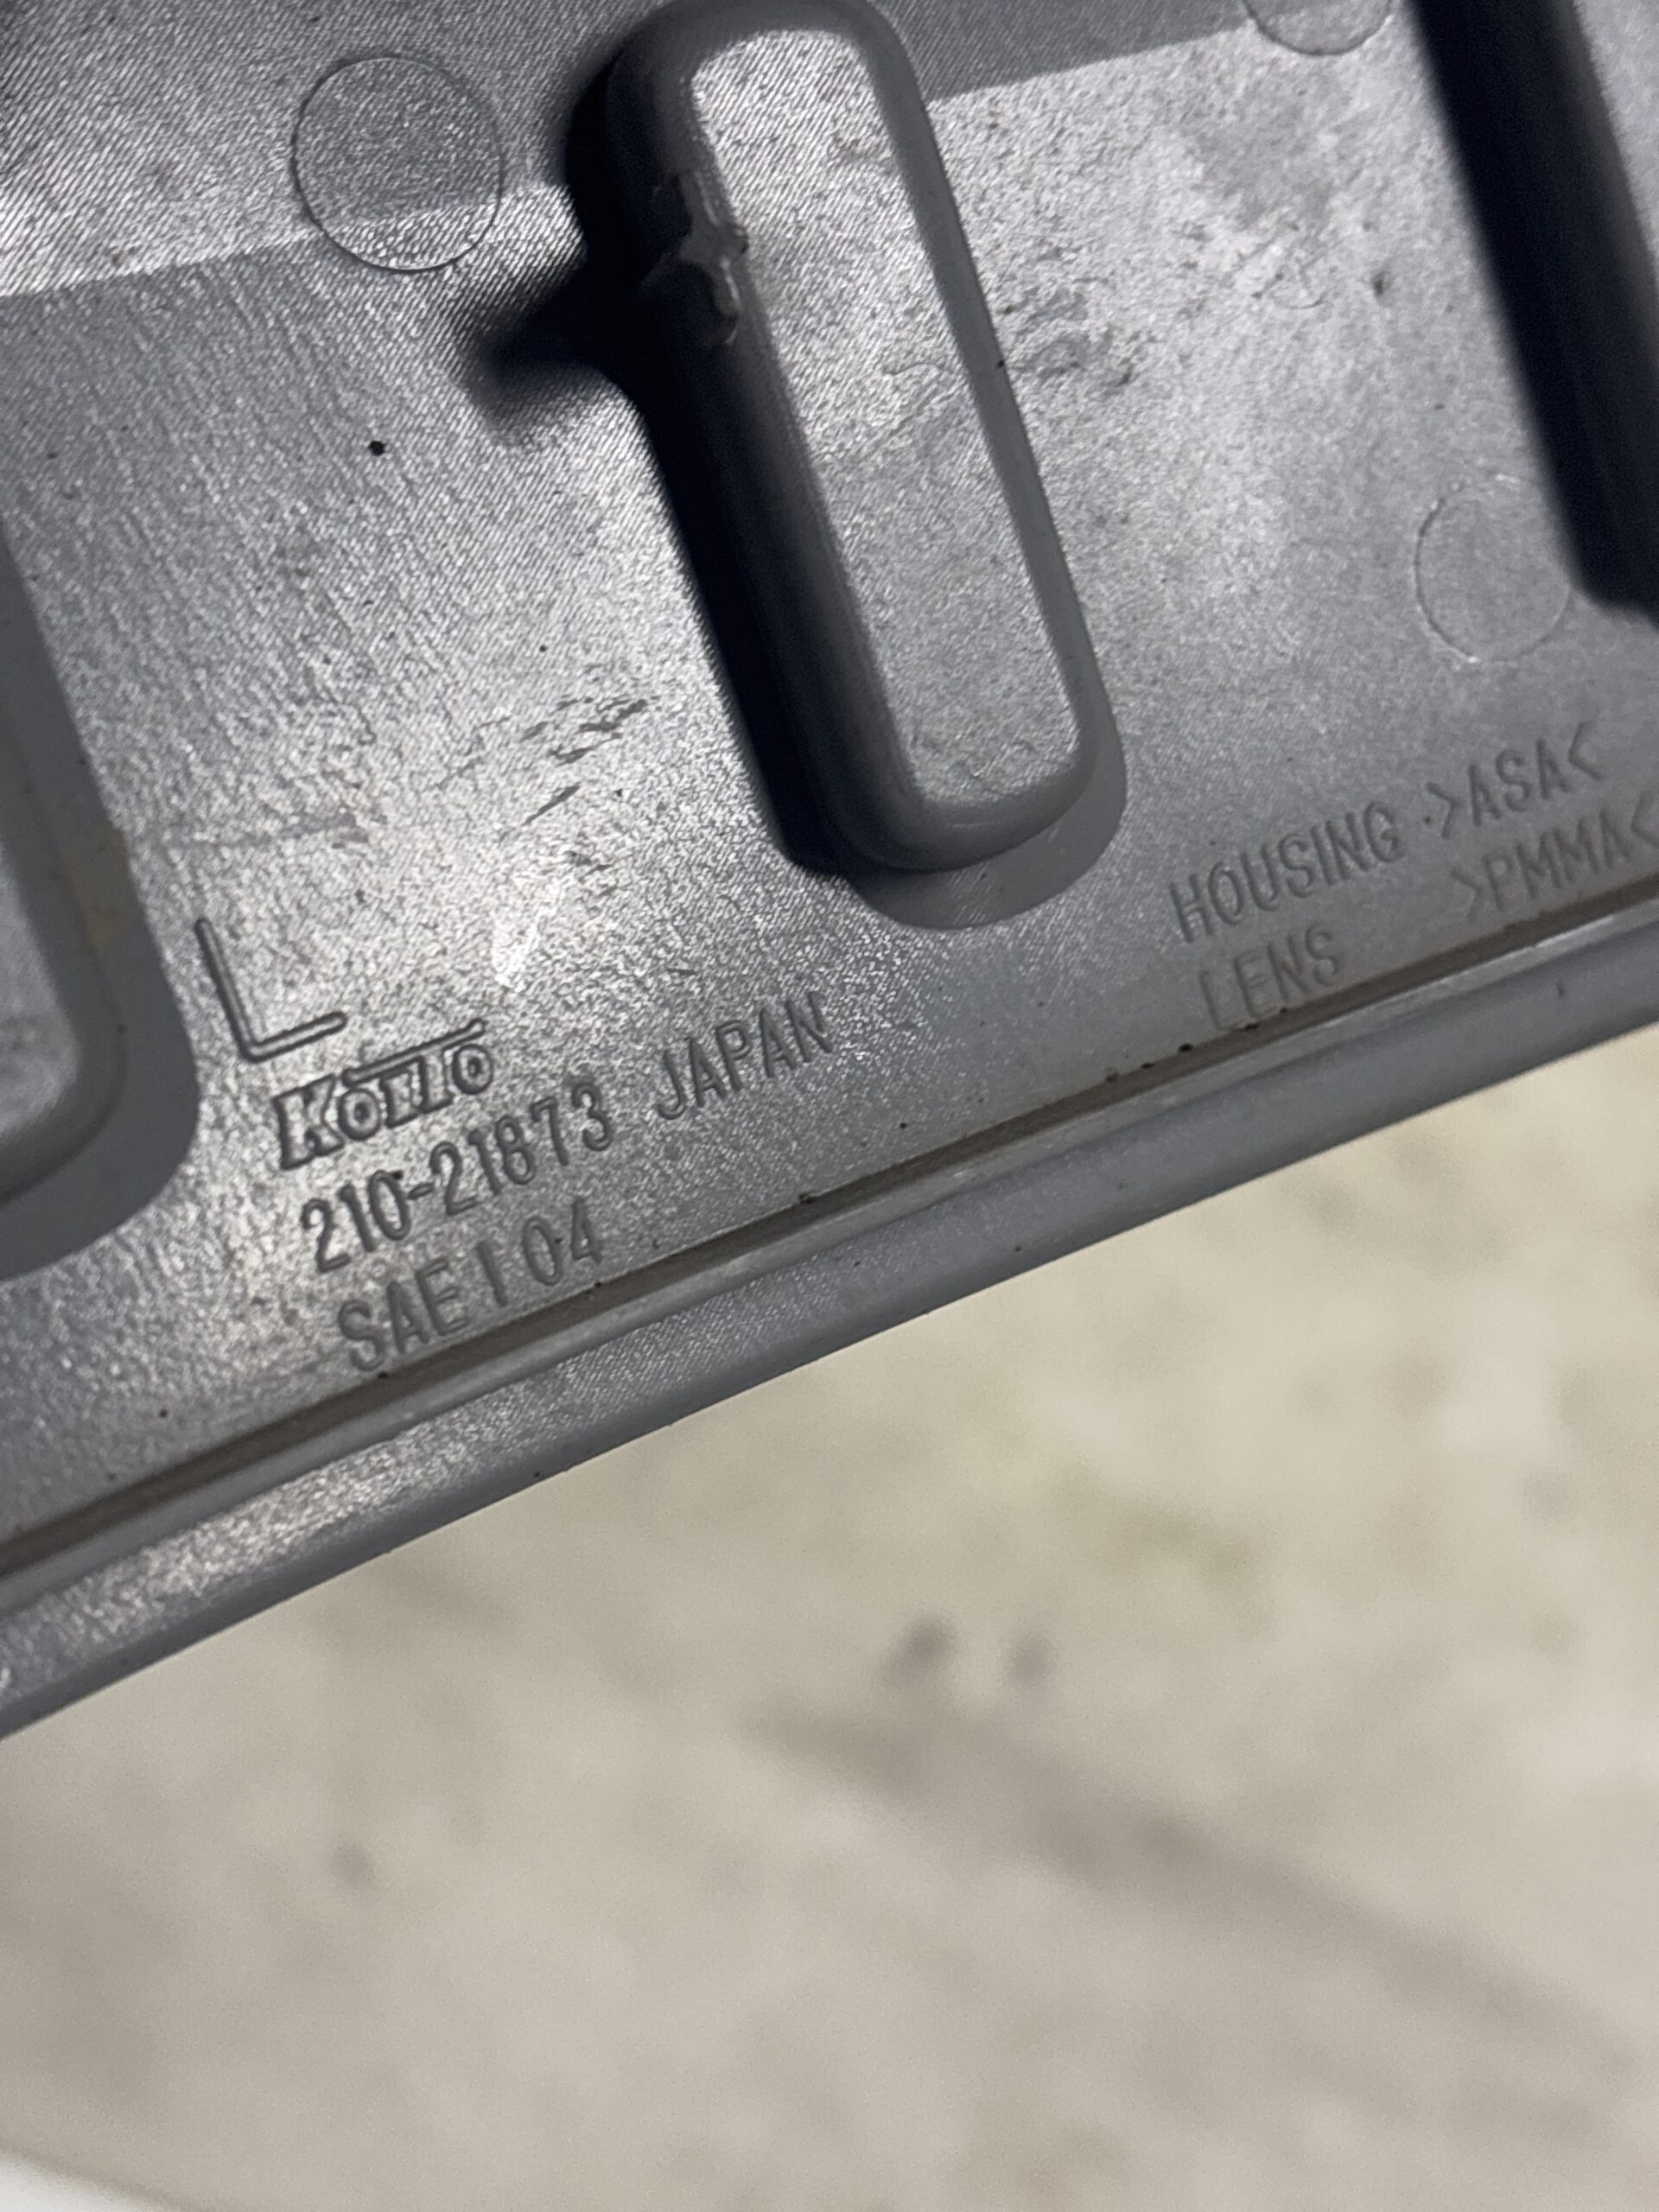 L
KOITO
210-21873 JAPAN
SAE I 04
HOUSING >ASA<
LENS >PMMA<